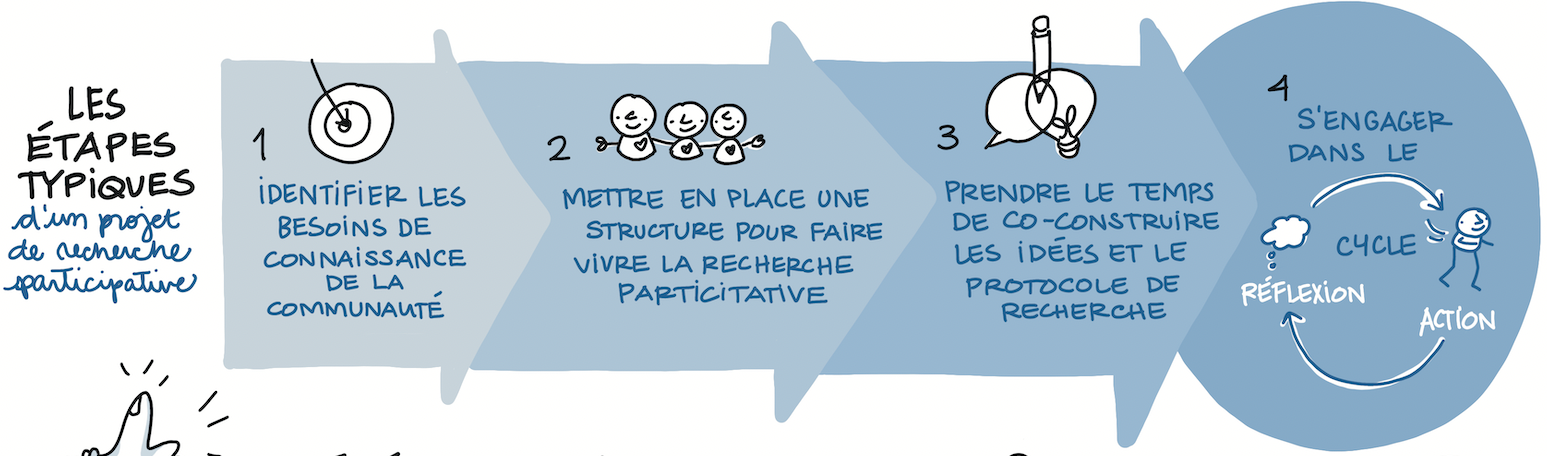 LES
ÉTAPES
TYPIQUES
d'un projet
de recherche
participative
1
IDENTIFIER LES
BESOINS DE
CONNAISSANCE
DE LA
COMMUNAUTÉ
2
METTRE EN PLACE UNE
STRUCTURE POUR FAIRE
VIVRE LA RECHERCHE
PARTICITATIVE
3
PRENDRE LE TEMPS
DE CO-CONSTRUIRE
LES IDÉES ET LE
PROTOCOLE DE
RECHERCHE
4
S'ENGAGER
DANS LE
CYCLE
RÉFLEXION
ACTION